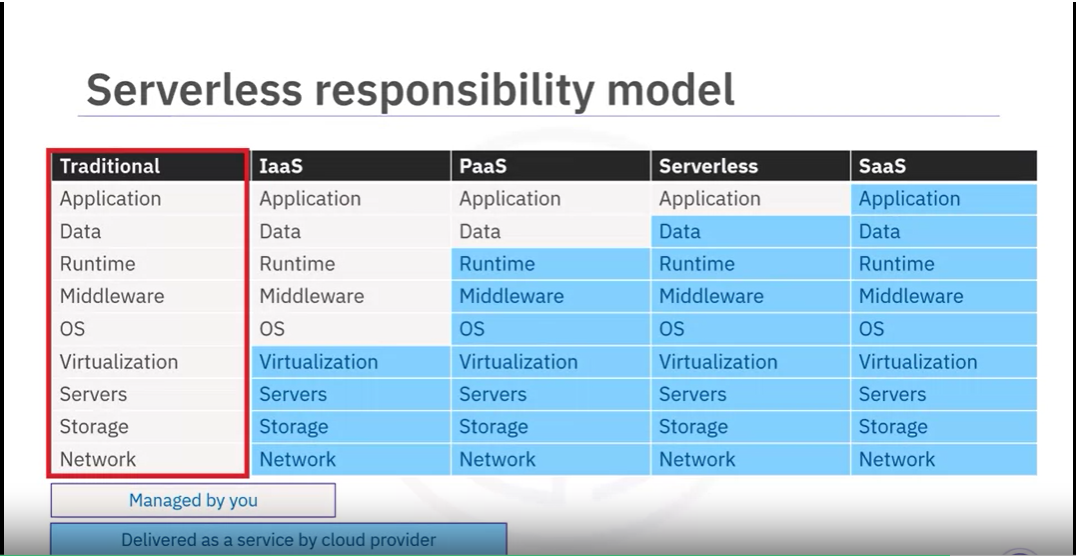 Serverless responsibility model
Traditional IaaS PaaS Serverless SaaS
Application Application Application Application Application
Data Data Data Data Data
Runtime Runtime Runtime Runtime Runtime
Middleware Middleware Middleware Middleware Middleware
OS OS OS OS OS
Virtualization Virtualization Virtualization Virtualization Virtualization
Servers Servers Servers Servers Servers
Storage Storage Storage Storage Storage
Network Network Network Network Network
Managed by you
Delivered as a service by cloud provider